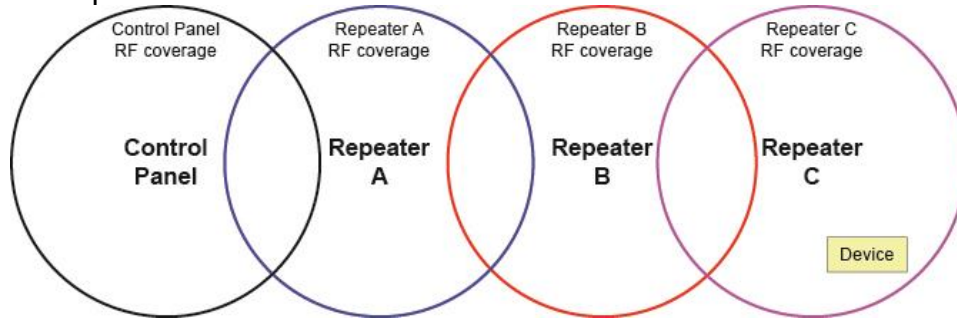 Control Panel
RF coverage
Repeater A
RF coverage
Repeater B
RF coverage
Repeater C
RF coverage
Control
Panel
Repeater
A
Repeater
B
Repeater
C
Device